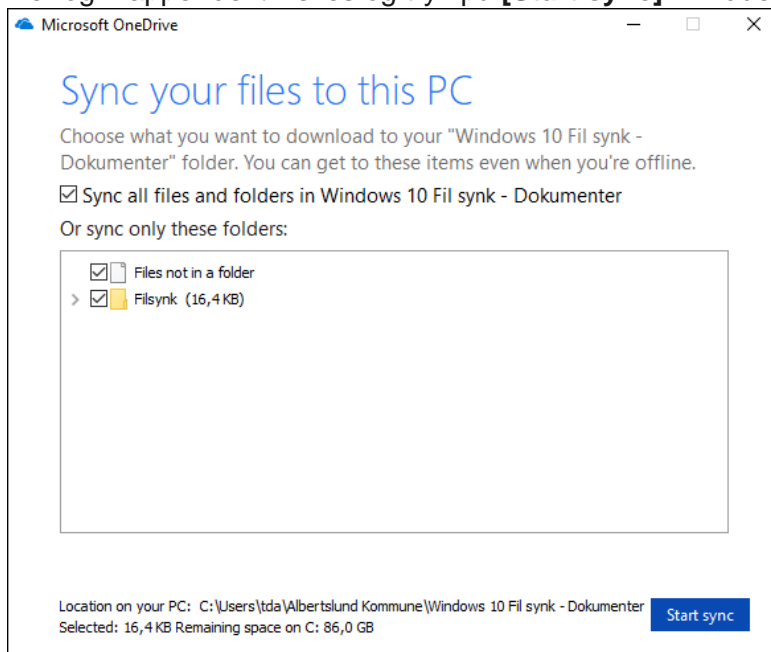 [Start sync]
Microsoft OneDrive
Sync your files to this PC
Choose what you want to download to your "Windows 10 Fil synk -
Dokumenter" folder. You can get to these items even when you're offline.
Sync all files and folders in Windows 10 Fil synk - Dokumenter
Or sync only these folders:
Files not in a folder
Filsynk (16,4 KB)
Location on your PC: C:\Users\tda\Albertslund Kommune\Windows 10 Fil synk - Dokumenter
Start sync
Selected: 16,4 KB Remaining space on C: 86,0 GB